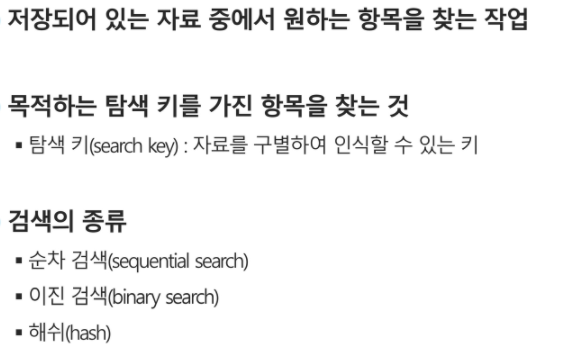 저장되어 있는 자료 중에서 원하는 항목을 찾는 작업
목적하는 탐색 키를 가진 항목을 찾는 것
▪ 탐색 키(search key) : 자료를 구별하여 인식할 수 있는 키
검색의 종류
▪ 순차 검색(sequential search)
▪ 이진 검색(binary search)
▪ 해쉬(hash)